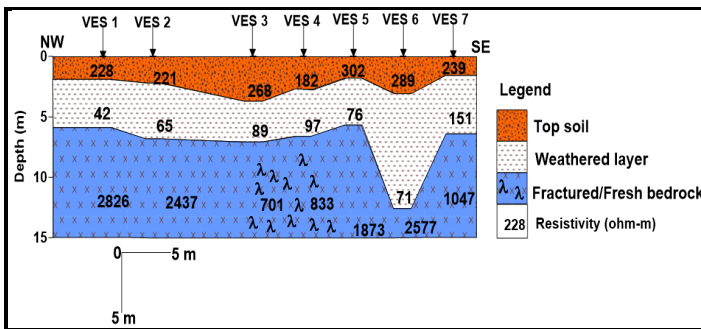 VES 1 VES 2 VES 3 VES 4 VES 5 VES 6 VES 7
NW SE
0
5
10
15
Depth (m)
228 221 268 182 302 289 239
42 65 89 97 76 71 151
2826 2437 701 833 1873 2577 1047
0 5 m
5 m
Legend
Top soil
Weathered layer
λ λ Fractured/Fresh bedrock
228 Resistivity (ohm-m)